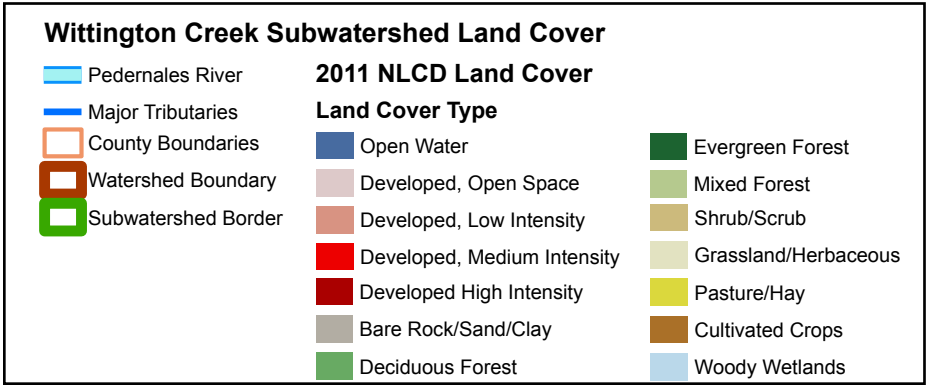 Wittington Creek Subwatershed Land Cover
Pedernales River
Major Tributaries
County Boundaries
Watershed Boundary
Subwatershed Border
2011 NLCD Land Cover
Land Cover Type
Open Water
Developed, Open Space
Developed, Low Intensity
Developed, Medium Intensity
Developed High Intensity
Bare Rock/Sand/Clay
Deciduous Forest
Evergreen Forest
Mixed Forest
Shrub/Scrub
Grassland/Herbaceous
Pasture/Hay
Cultivated Crops
Woody Wetlands